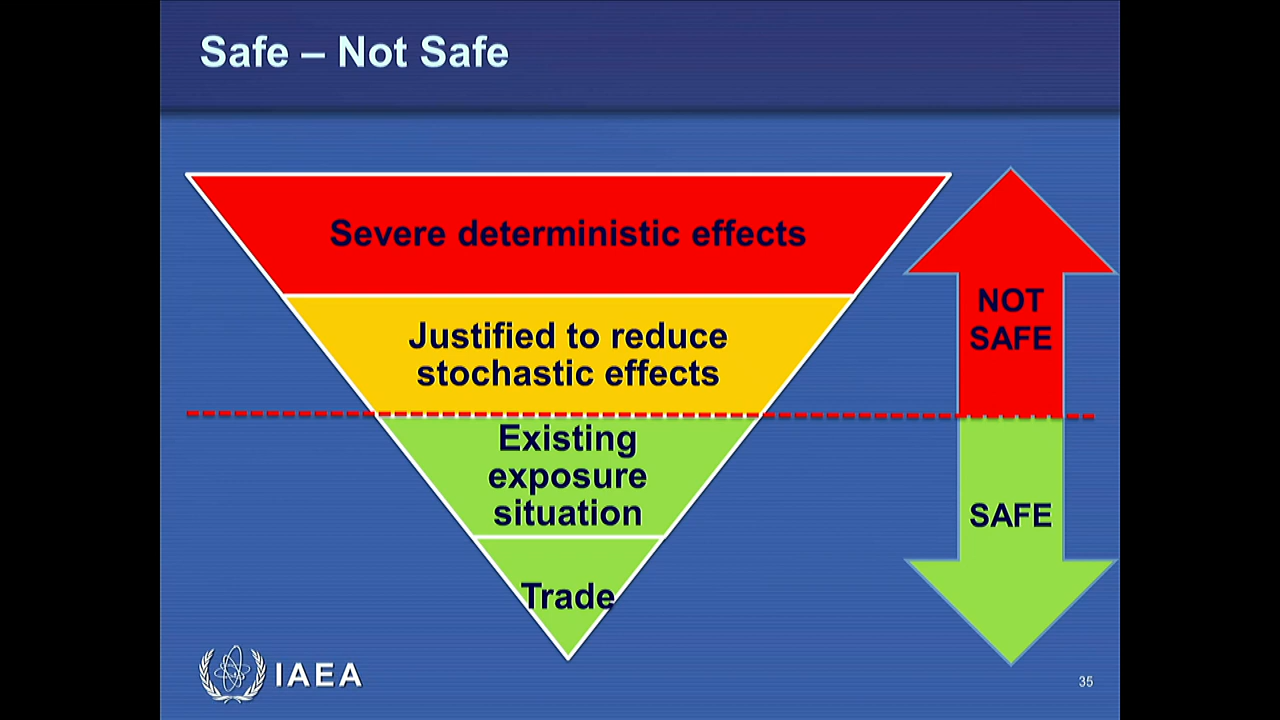 Safe – Not Safe
Severe deterministic effects
Justified to reduce
stochastic effects
Existing
exposure
situation
Trade
NOT
SAFE
SAFE
IAEA
35